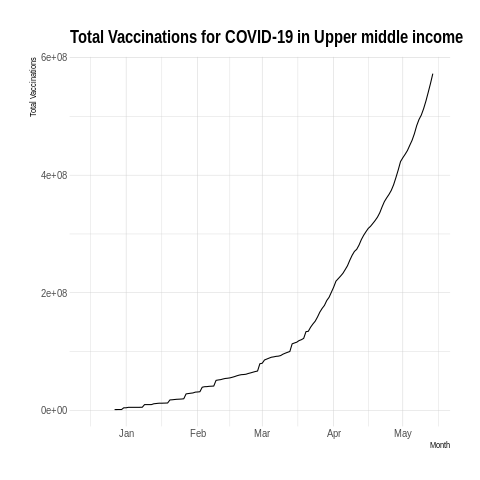 Total Vaccinations for COVID-19 in Upper middle income
Total Vaccinations
6e+08
4e+08
2e+08
0e+00
Jan Feb Mar Apr May
Month